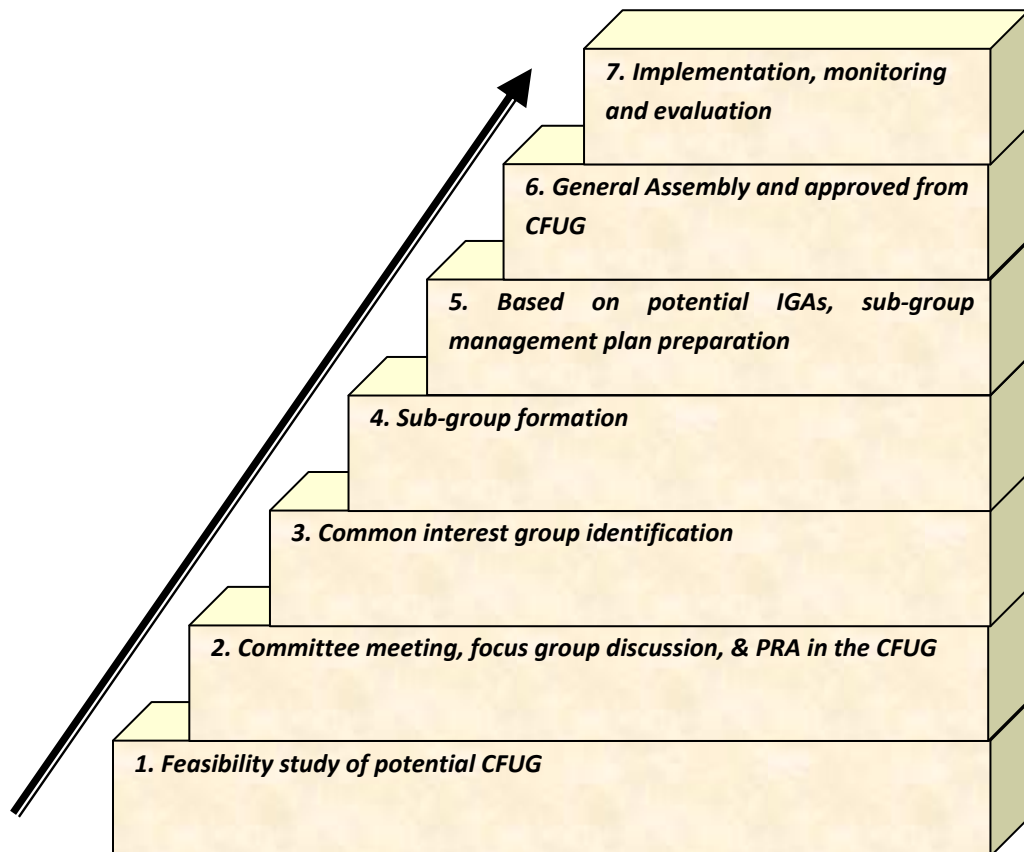 7. Implementation, monitoring
and evaluation
6. General Assembly and approved from
CFUG
5. Based on potential IGAs, sub-group
management plan preparation
4. Sub-group formation
3. Common interest group identification
2. Committee meeting, focus group discussion, & PRA in the CFUG
1. Feasibility study of potential CFUG